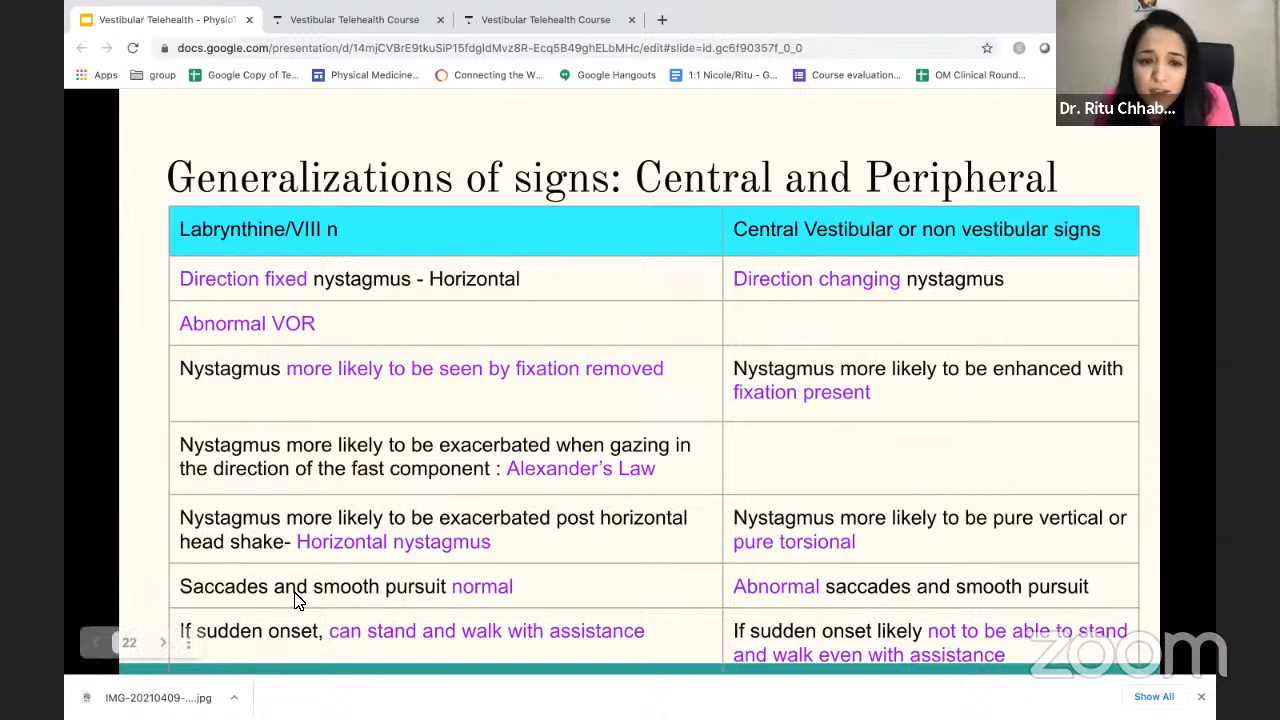 Vestibular Telehealth - PhysioT
Vestibular Telehealth Course
Vestibular Telehealth Course
docs.google.com/presentation/d/14mjCVBrE9tkuSiP15fdgIdMvz8R-Ecq5B49ghELbMHc/edit#slide=id.gc6f90357f_0_0
Apps
group
Google Copy of Te...
Physical Medicine...
Connecting the W...
Google Hangouts
1:1 Nicole/Ritu - G...
Course evaluation...
OM Clinical Round...
Dr. Ritu Chhab...
Generalizations of signs: Central and Peripheral
Labrynthine/VIII n
Central Vestibular or non vestibular signs
Direction fixed nystagmus - Horizontal
Direction changing nystagmus
Abnormal VOR
Nystagmus more likely to be seen by fixation removed
Nystagmus more likely to be enhanced with
fixation present
Nystagmus more likely to be exacerbated when gazing in
the direction of the fast component : Alexander's Law
Nystagmus more likely to be exacerbated post horizontal
head shake- Horizontal nystagmus
Nystagmus more likely to be pure vertical or
pure torsional
Saccades and smooth pursuit normal
Abnormal saccades and smooth pursuit
If sudden onset, can stand and walk with assistance
If sudden onset likely not to be able to stand
and walk even with assistance
22
zoom
IMG-20210409-....jpg
Show All